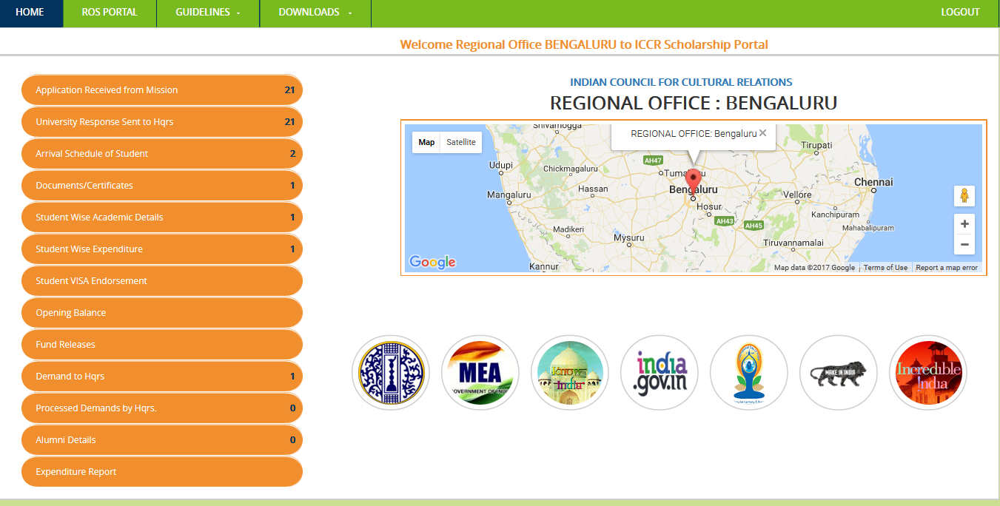 HOME ROS PORTAL GUIDELINES DOWNLOADS LOGOUT
Welcome Regional Office BENGALURU to ICCR Scholarship Portal
Application Received from Mission 21
University Response Sent to Hqrs 21
Arrival Schedule of Student 2
Documents/Certificates 1
Student Wise Academic Details 1
Student Wise Expenditure 1
Student VISA Endorsement
Opening Balance
Fund Releases
Demand to Hqrs 1
Processed Demands by Hqrs. 0
Alumni Details 0
Expenditure Report
INDIAN COUNCIL FOR CULTURAL RELATIONS
REGIONAL OFFICE : BENGALURU
Map Satellite
REGIONAL OFFICE: Bengaluru
Shivamogga
Tirupati
Udupi
Chickmagaluru
AH47
Chennai
Mangaluru
Hassan
Bengaluru
Vellore
Hosur
Kanchipuram
AH43
AH45
Mahabalipuram
Madikeri
Mysuru
Tiruvannamalai
Kannur
Google
Map data ©2017 Google Terms of Use Report a map error
MEA
Know India
india
.gov.in
MAKE IN INDIA
Incredible
India